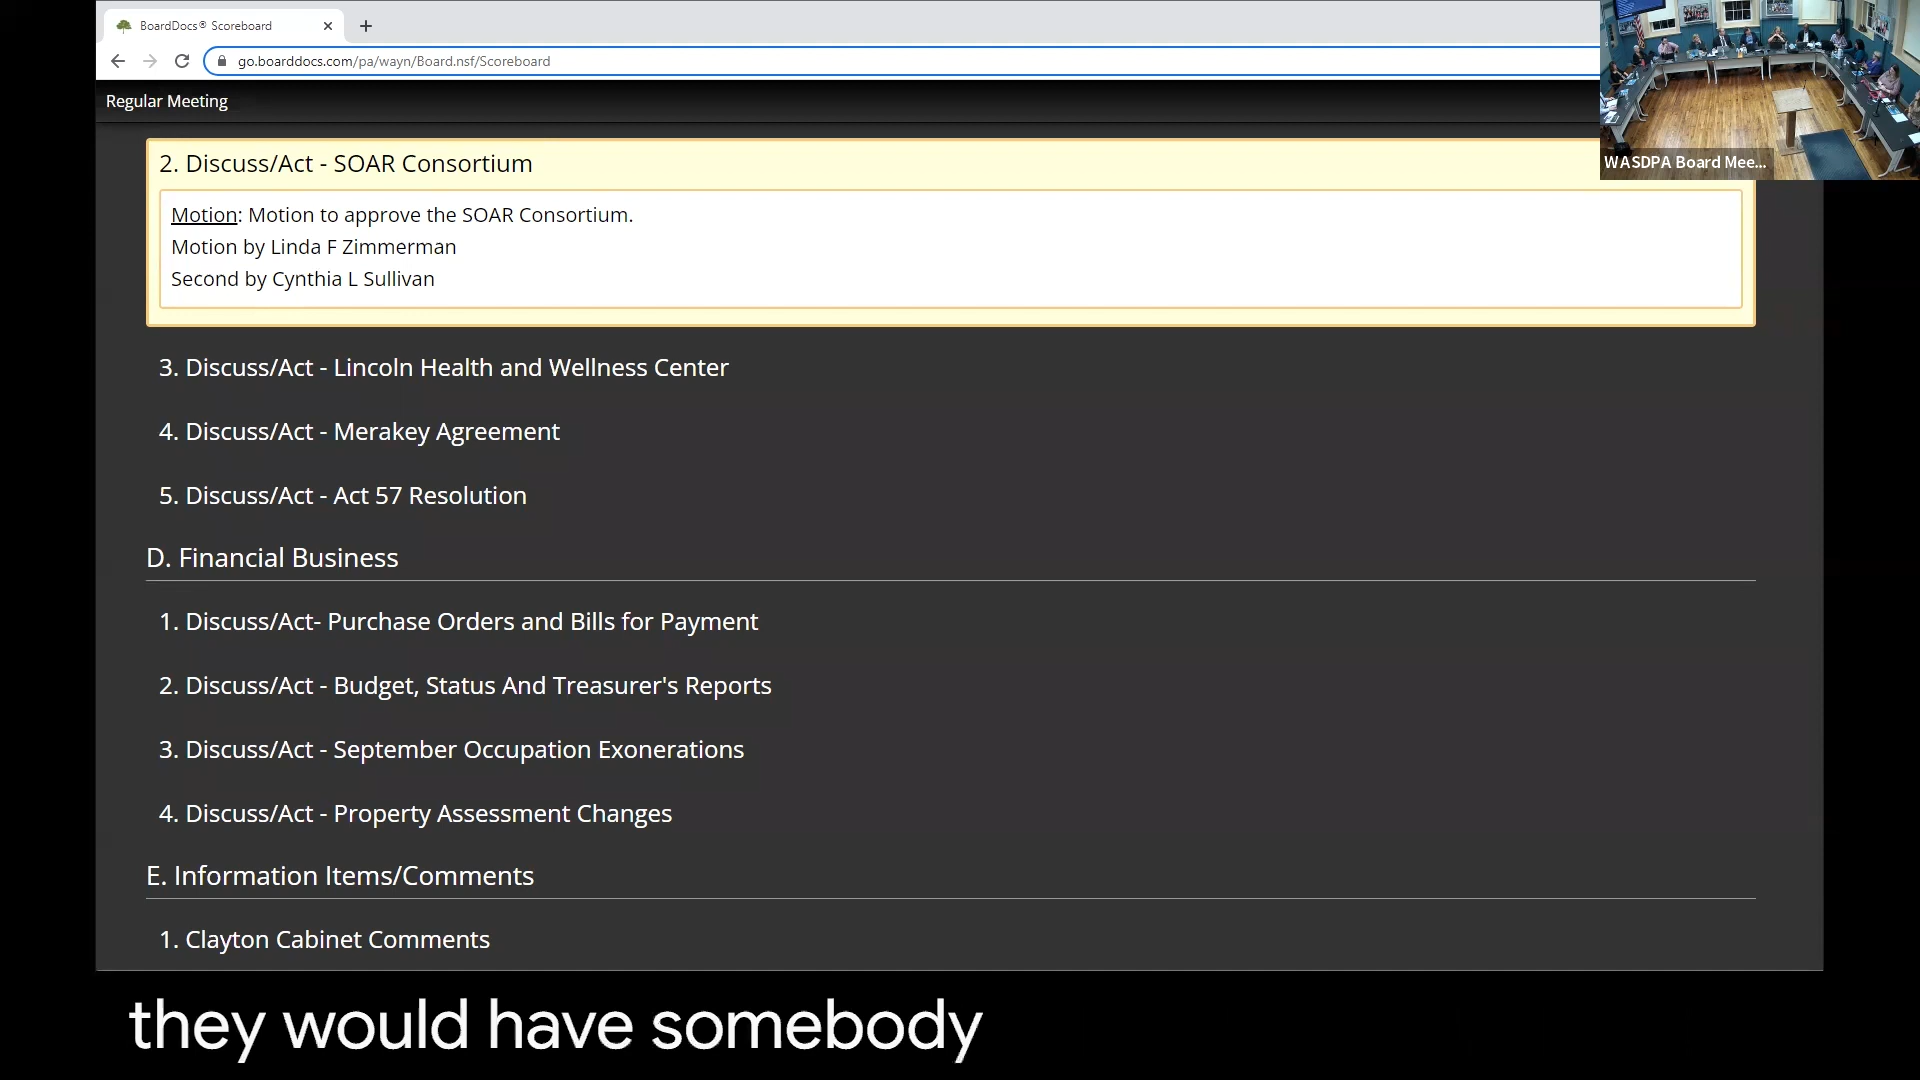 BoardDocs® Scoreboard
go.boarddocs.com/pa/wayn/Board.nsf/Scoreboard
Regular Meeting
WASDPA Board Mee...
2. Discuss/Act - SOAR Consortium
Motion: Motion to approve the SOAR Consortium.
Motion by Linda F Zimmerman
Second by Cynthia L Sullivan
3. Discuss/Act - Lincoln Health and Wellness Center
4. Discuss/Act - Merakey Agreement
5. Discuss/Act - Act 57 Resolution
D. Financial Business
1. Discuss/Act- Purchase Orders and Bills for Payment
2. Discuss/Act - Budget, Status And Treasurer's Reports
3. Discuss/Act - September Occupation Exonerations
4. Discuss/Act - Property Assessment Changes
E. Information Items/Comments
1. Clayton Cabinet Comments
they would have somebody